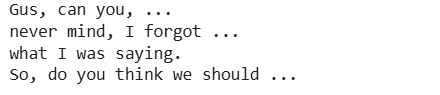 Gus, can you, ...
never mind, I forgot ...
what I was saying.
So, do you think we should ...